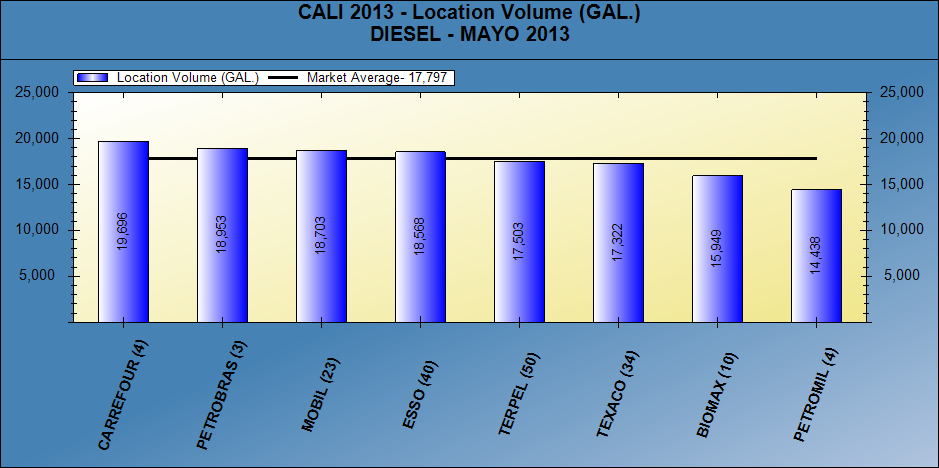 CALI 2013 - Location Volume (GAL.)
DIESEL - MAYO 2013
Location Volume (GAL.) Market Average- 17,797
25,000 25,000
20,000 20,000
15,000 15,000
10,000 10,000
5,000 5,000
19,696 18,953 18,703 18,568 17,503 17,322 15,949 14,438
CARREFOUR (4)
PETROBRAS (3)
MOBIL (23)
ESSO (40)
TERPEL (50)
TEXACO (34)
BIOMAX (10)
PETROMIL (4)